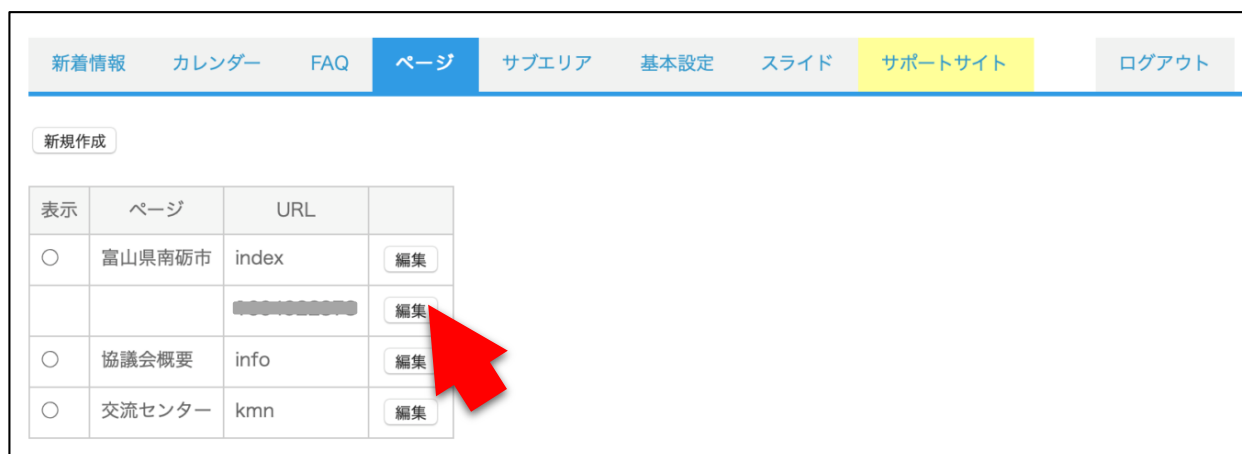 新着情報 カレンダー FAQ ページ サブエリア 基本設定 スライド サポートサイト ログアウト
新規作成
表示 ページ URL
○ 富山県南砺市 index 編集
編集
○ 協議会概要 info 編集
○ 交流センター kmn 編集